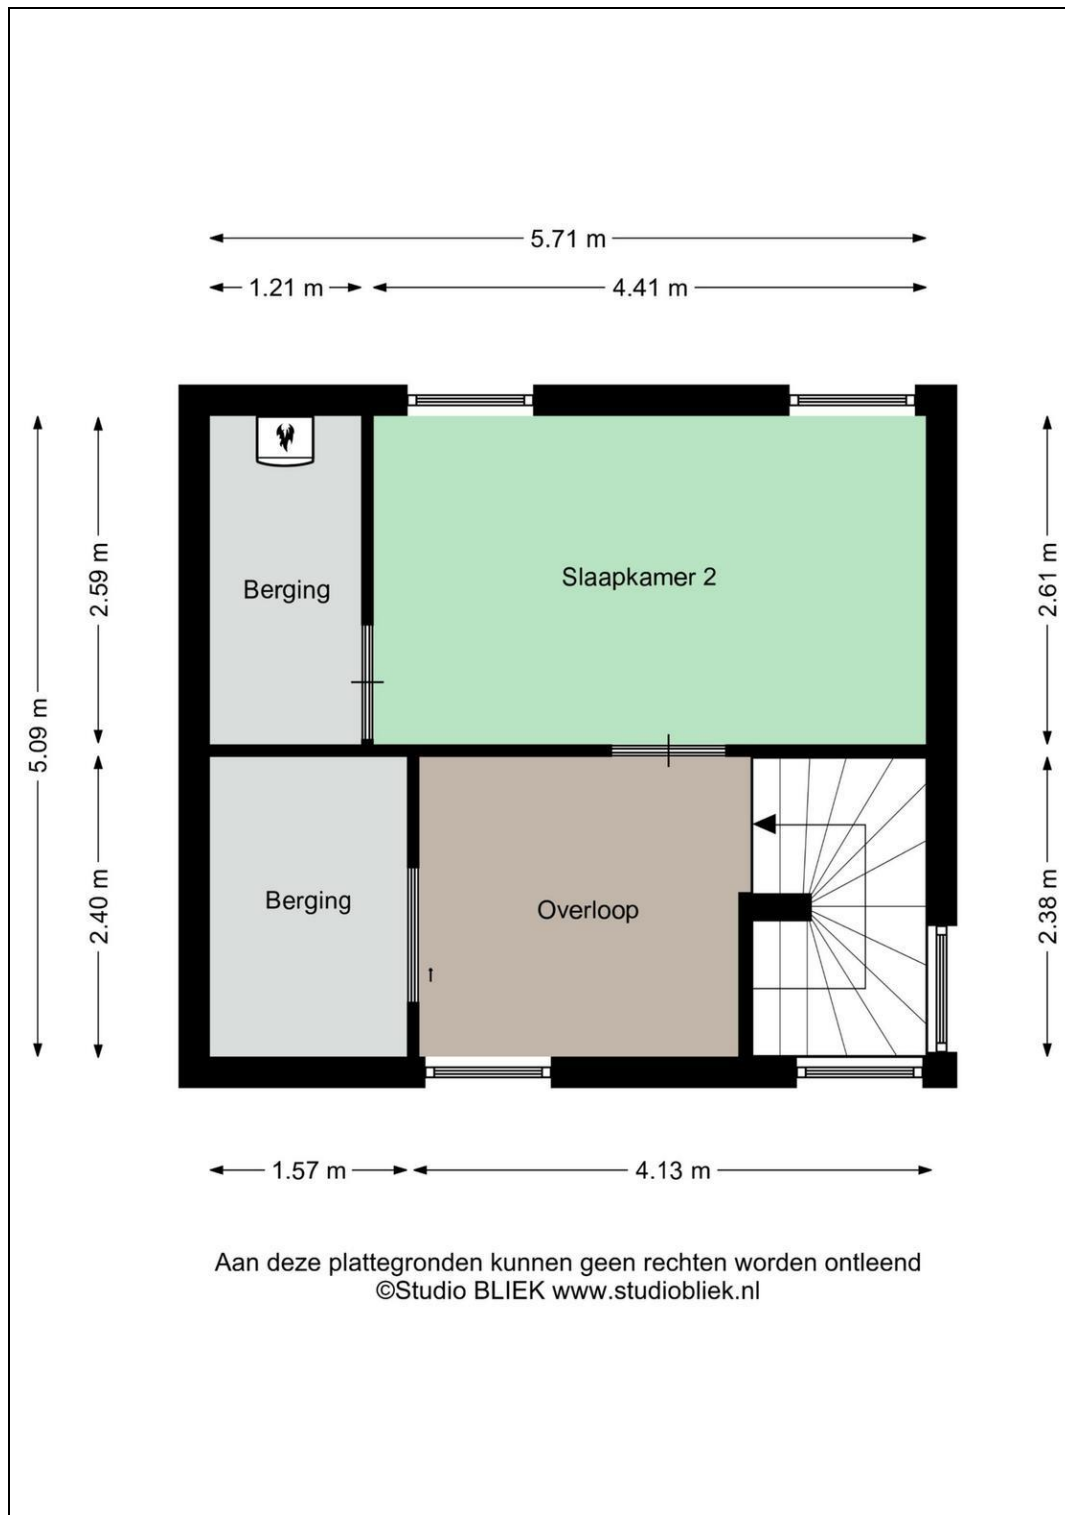 5.71 m
1.21 m
4.41 m
5.09 m
2.59 m
2.61 m
Slaapkamer 2
Berging
2.40 m
2.38 m
Berging
Overloop
1.57 m
4.13 m
Aan deze plattegronden kunnen geen rechten worden ontleend
©Studio BLIEK www.studiobliek.nl